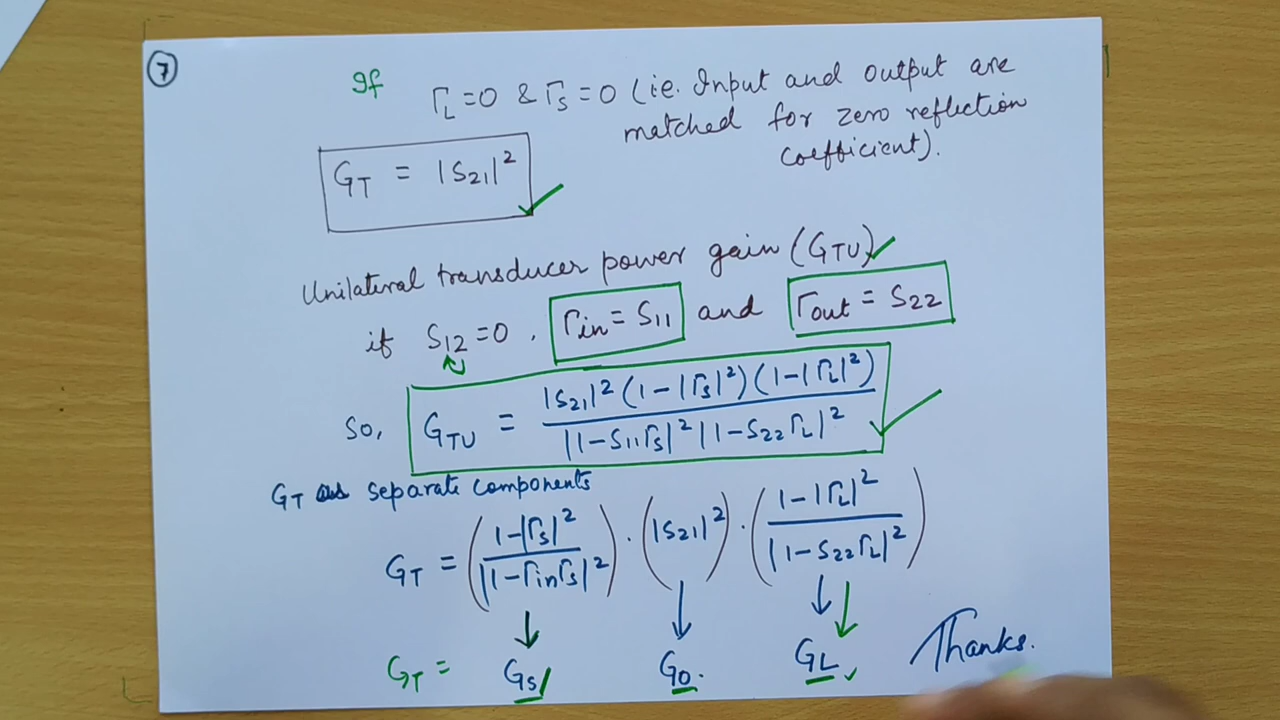 7
If ΓL=0 & Γs=0 (ie. Input and output are
matched for zero reflection
coefficient).
GT = |S21|²
Unilateral transducer power gain (GTU)
if S12=0, Γin = S11 and Γout = S22
So, GTU = |S21|² (1-|Γs|²)(1-|ΓL|²) / |1-S11Γs|² |1-S22ΓL|²
GT as separate components
GT = (1-|Γs|² / |1-ΓinΓs|²) · (|S21|²) · (1-|ΓL|² / |1-S22ΓL|²)
GT = Gs G0. GL
Thanks.